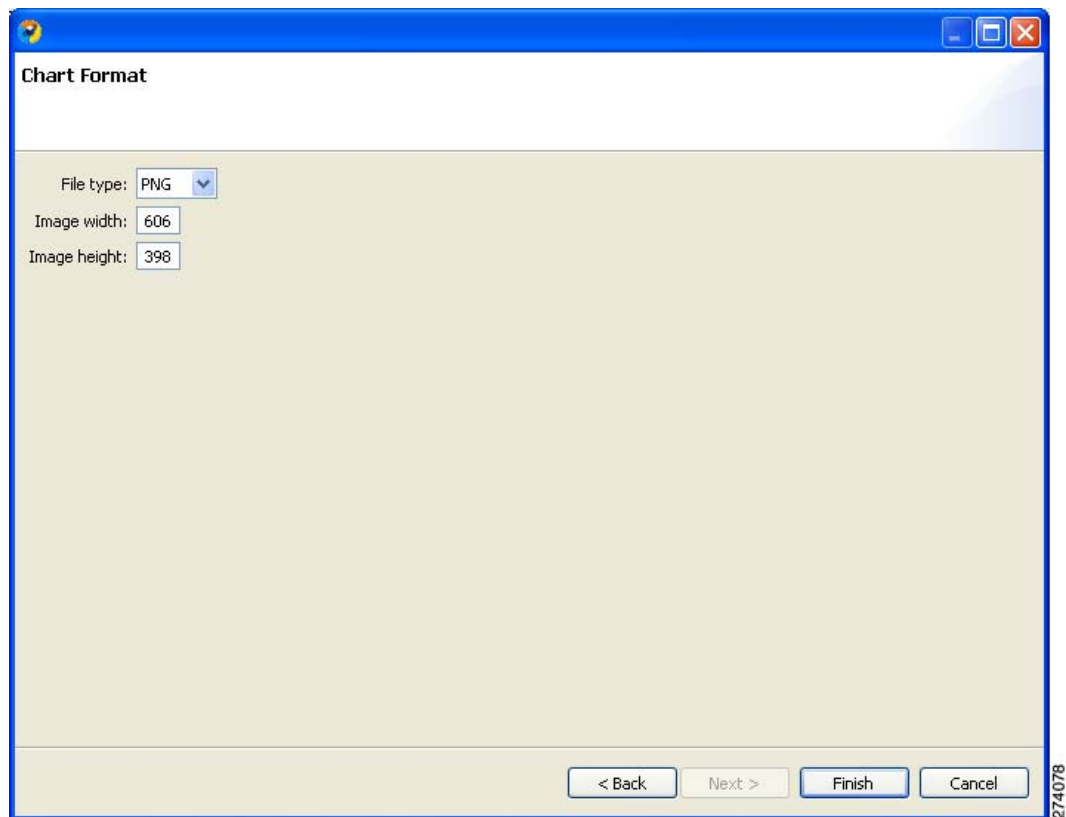 Chart Format
File type: PNG
Image width: 606
Image height: 398
< Back Next > Finish Cancel
274078